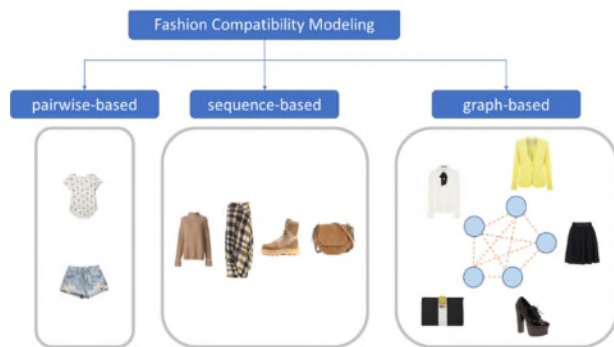 Fashion Compatibility Modeling
pairwise-based
sequence-based
graph-based